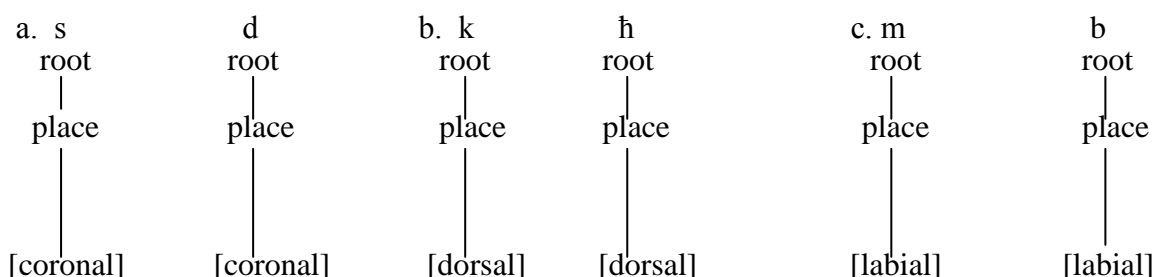 a. s d b. k ħ c. m b
root root root root root root
place place place place place place
[coronal] [coronal] [dorsal] [dorsal] [labial] [labial]